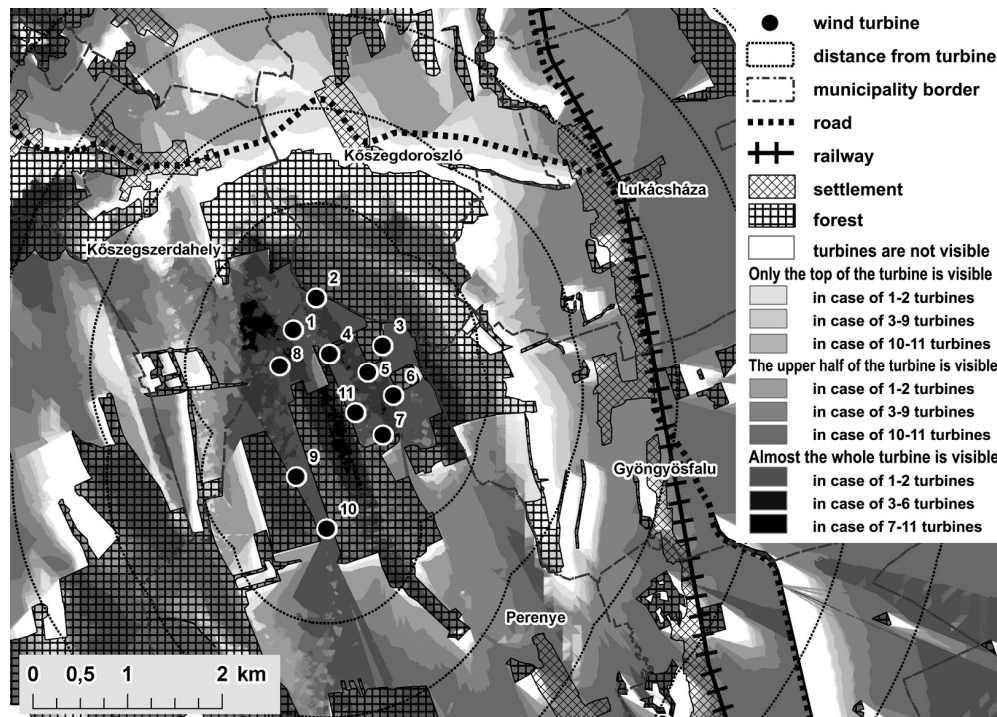 wind turbine
distance from turbine
municipality border
road
railway
settlement
forest
turbines are not visible
Only the top of the turbine is visible
in case of 1-2 turbines
in case of 3-9 turbines
in case of 10-11 turbines
The upper half of the turbine is visible
in case of 1-2 turbines
in case of 3-9 turbines
in case of 10-11 turbines
Almost the whole turbine is visible
in case of 1-2 turbines
in case of 3-6 turbines
in case of 7-11 turbines
Kőszegdoroszló
Lukácsháza
Kőszegszerdahely
2
1
3
4
8
5
6
11
7
9
Gyöngyösfalu
10
Perenye
0 0,5 1 2 km